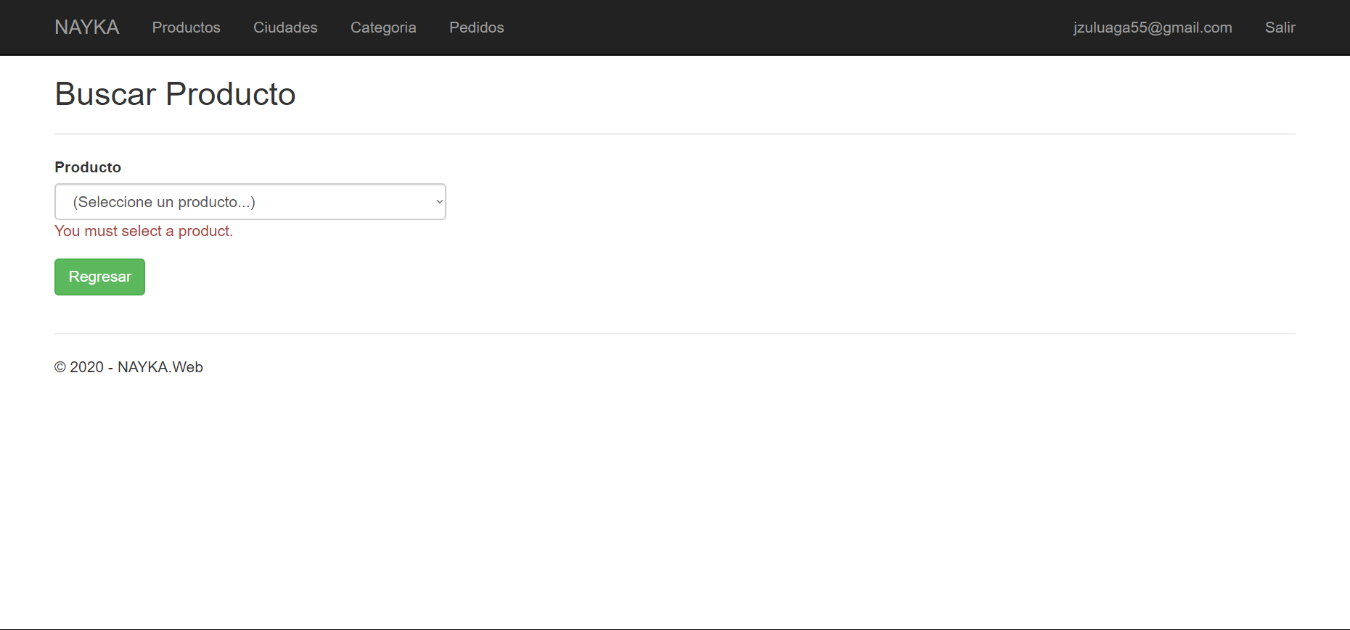 NAYKA Productos Ciudades Categoria Pedidos jzuluaga55@gmail.com Salir
Buscar Producto
Producto
(Seleccione un producto...)
You must select a product.
Regresar
© 2020 - NAYKA.Web